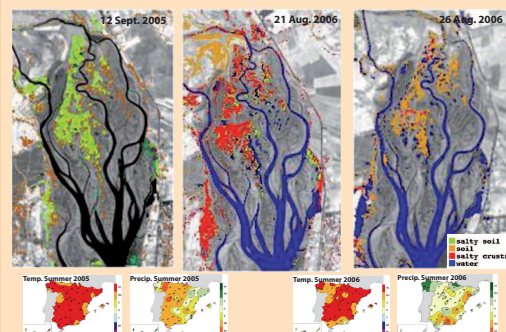 12 Sept. 2005
21 Aug. 2006
26 Aug. 2006
salty soil
soil
salty crusts
water
Temp. Summer 2005
Precip. Summer 2005
Temp. Summer 2006
Precip. Summer 2006